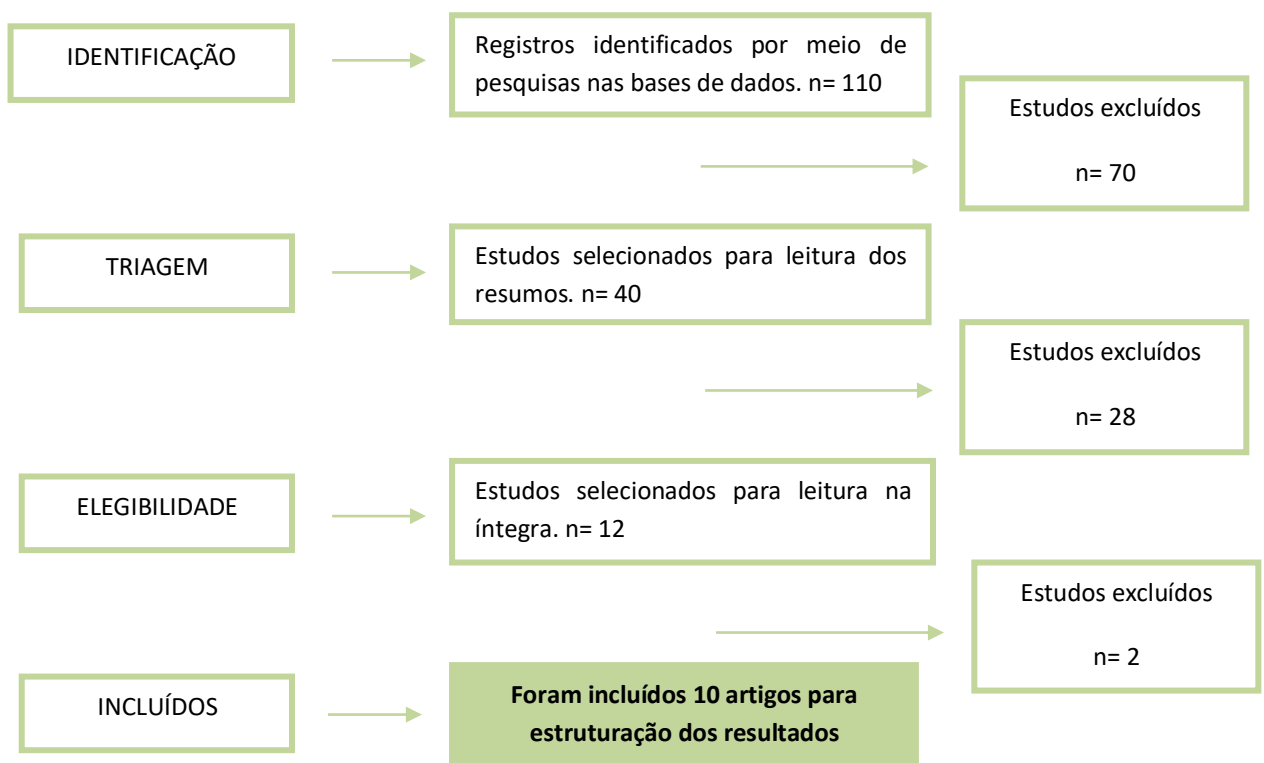 IDENTIFICAÇÃO
Registros identificados por meio de
pesquisas nas bases de dados. n= 110
Estudos excluídos
n= 70
TRIAGEM
Estudos selecionados para leitura dos
resumos. n= 40
Estudos excluídos
n= 28
ELEGIBILIDADE
Estudos selecionados para leitura na
íntegra. n= 12
Estudos excluídos
n= 2
INCLUÍDOS
Foram incluídos 10 artigos para
estruturação dos resultados